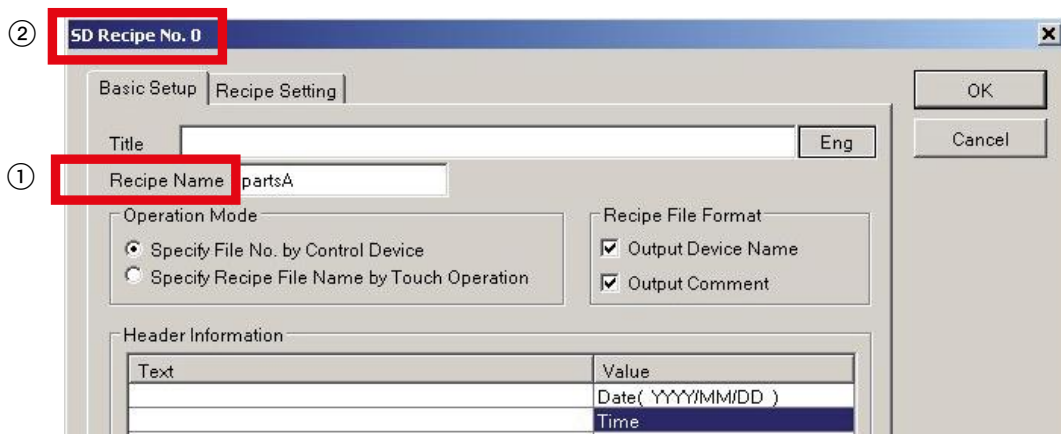 ② SD Recipe No. 0
Basic Setup Recipe Setting OK
Title Eng Cancel
① Recipe Name partsA
Operation Mode Recipe File Format
Specify File No. by Control Device Output Device Name
Specify Recipe File Name by Touch Operation Output Comment
Header Information
Text Value
Date( YYYY/MM/DD )
Time